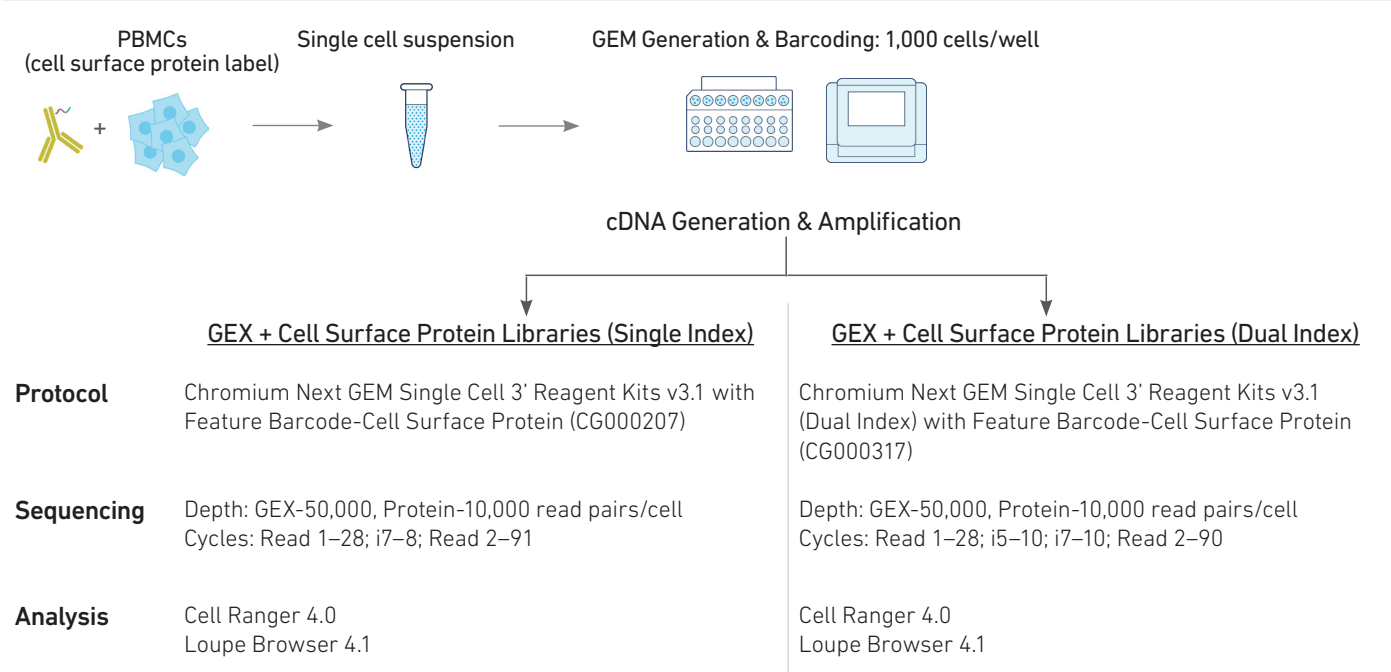 PBMCs
(cell surface protein label)
Single cell suspension
GEM Generation & Barcoding: 1,000 cells/well
+
cDNA Generation & Amplification
GEX + Cell Surface Protein Libraries (Single Index)
GEX + Cell Surface Protein Libraries (Dual Index)
Protocol
Chromium Next GEM Single Cell 3’ Reagent Kits v3.1 with
Feature Barcode-Cell Surface Protein (CG000207)
Chromium Next GEM Single Cell 3’ Reagent Kits v3.1
(Dual Index) with Feature Barcode-Cell Surface Protein
(CG000317)
Sequencing
Depth: GEX-50,000, Protein-10,000 read pairs/cell
Cycles: Read 1–28; i7–8; Read 2–91
Depth: GEX-50,000, Protein-10,000 read pairs/cell
Cycles: Read 1–28; i5–10; i7–10; Read 2–90
Analysis
Cell Ranger 4.0
Loupe Browser 4.1
Cell Ranger 4.0
Loupe Browser 4.1